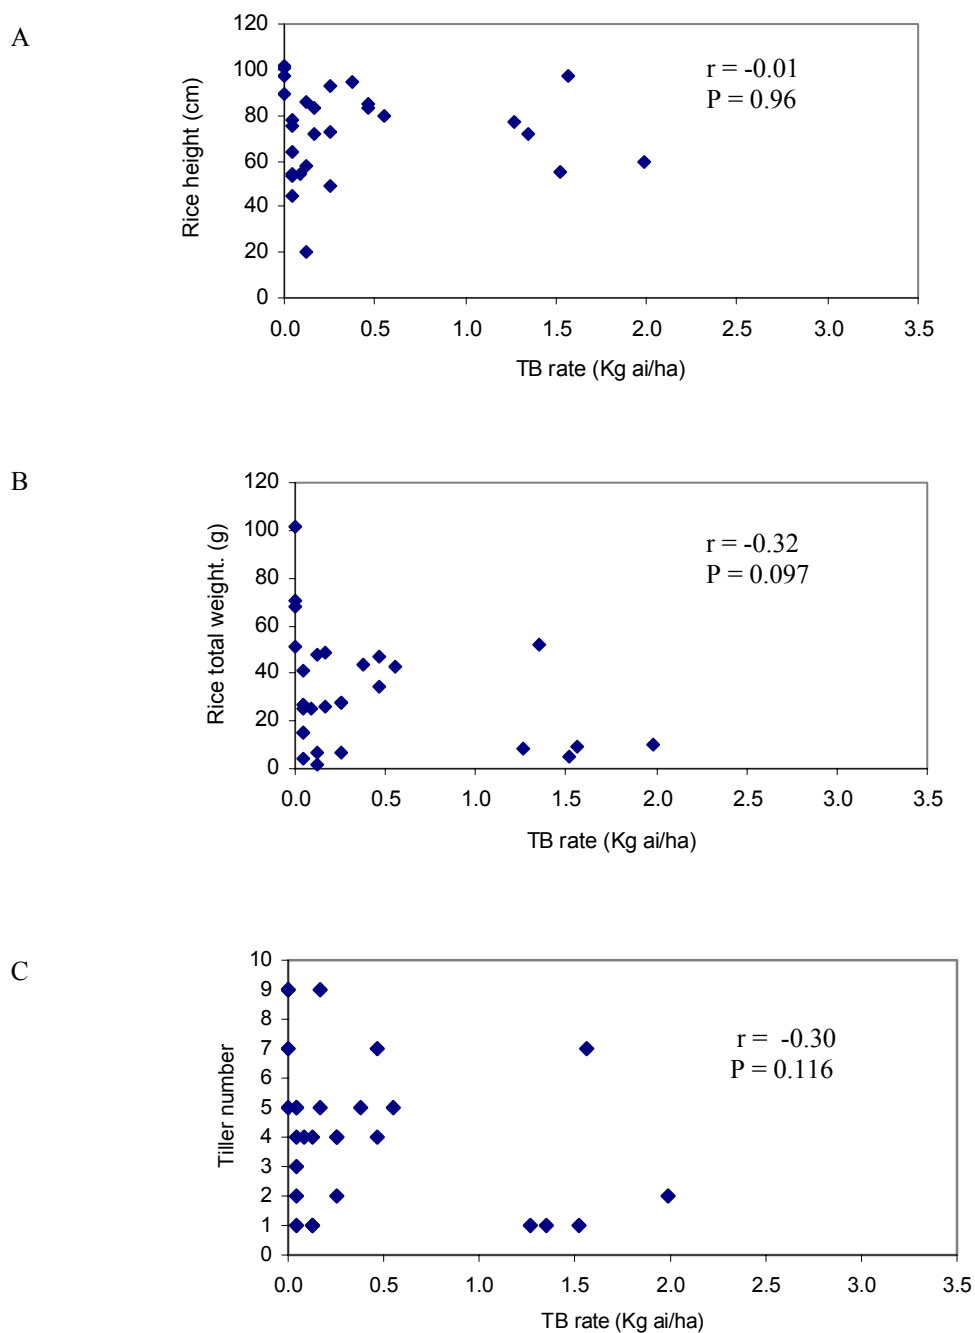 A
120
100
80
60
40
20
0
Rice height (cm)
r = -0.01
P = 0.96
0.0 0.5 1.0 1.5 2.0 2.5 3.0 3.5
TB rate (Kg ai/ha)
B
120
100
80
60
40
20
0
Rice total weight. (g)
r = -0.32
P = 0.097
0.0 0.5 1.0 1.5 2.0 2.5 3.0 3.5
TB rate (Kg ai/ha)
C
10
9
8
7
6
5
4
3
2
1
0
Tiller number
r = -0.30
P = 0.116
0.0 0.5 1.0 1.5 2.0 2.5 3.0 3.5
TB rate (Kg ai/ha)